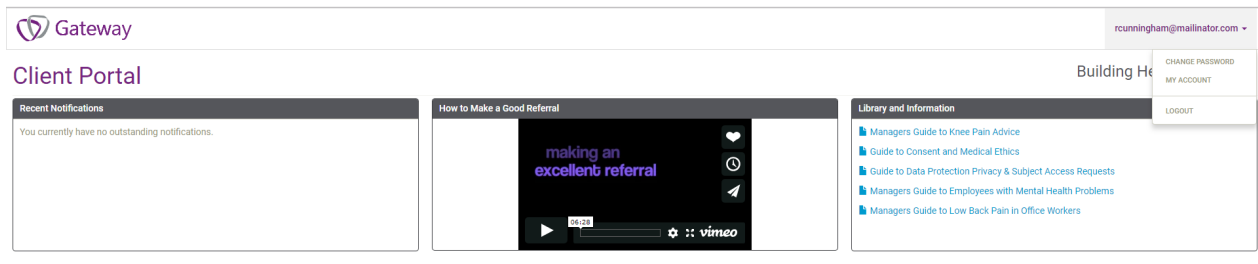 Gateway
rcunningham@mailinator.com
CHANGE PASSWORD
MY ACCOUNT
LOGOUT
Client Portal
Building He
Recent Notifications
You currently have no outstanding notifications.
How to Make a Good Referral
making an
excellent referral
06:28
vimeo
Library and Information
Managers Guide to Knee Pain Advice
Guide to Consent and Medical Ethics
Guide to Data Protection Privacy & Subject Access Requests
Managers Guide to Employees with Mental Health Problems
Managers Guide to Low Back Pain in Office Workers